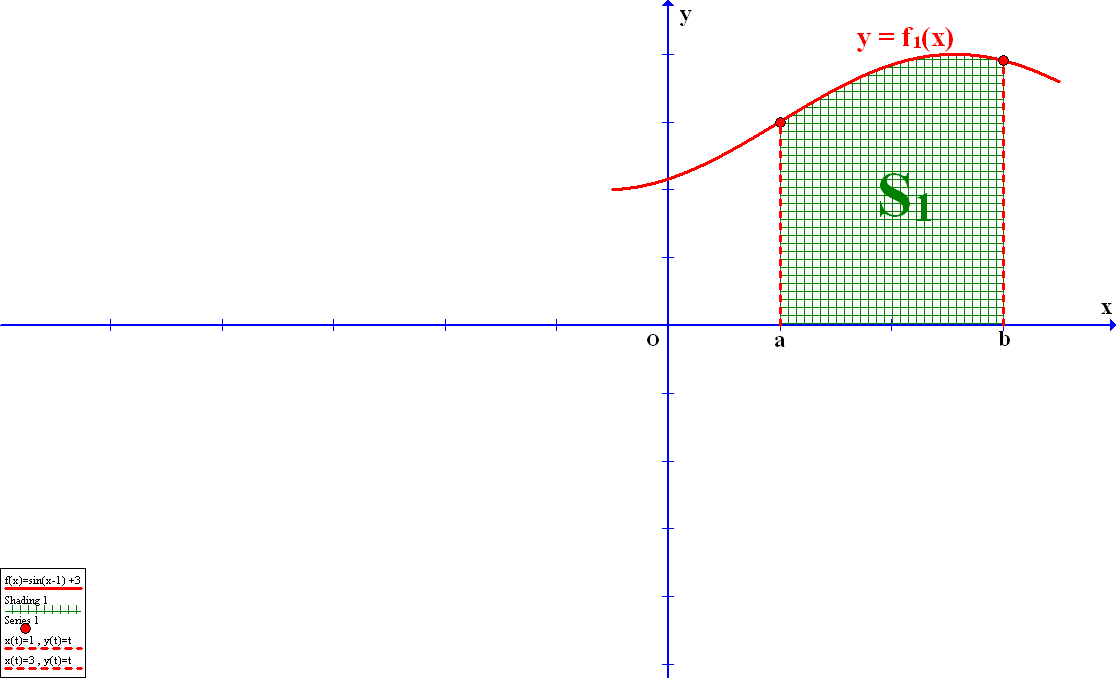 y
y = f₁(x)
S₁
x
o
a
b
f(x)=sin(x-1) +3
Shading 1
Series 1
x(t)=1 , y(t)=t
x(t)=3 , y(t)=t